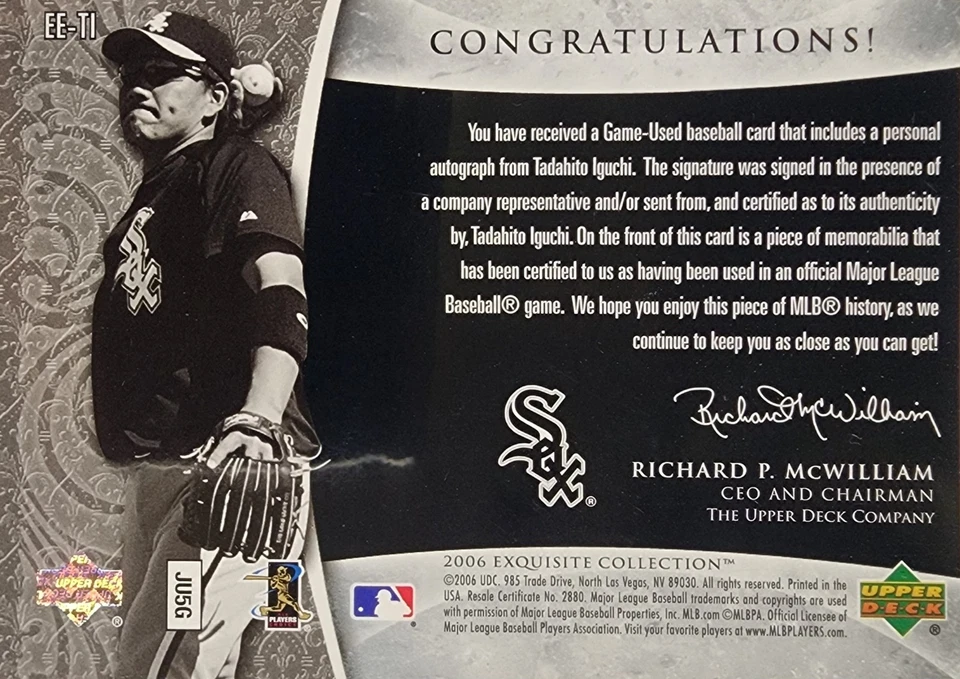 EE-TI
CONGRATULATIONS!
You have received a Game-Used baseball card that includes a personal
autograph from Tadahito Iguchi. The signature was signed in the presence of
a company representative and/or sent from, and certified as to its authenticity
by, Tadahito Iguchi. On the front of this card is a piece of memorabilia that
has been certified to us as having been used in an official Major League
Baseball® game. We hope you enjoy this piece of MLB® history, as we
continue to keep you as close as you can get!
Sox
Sox®
Richard McWilliam
RICHARD P. MCWILLIAM
CEO AND CHAIRMAN
THE UPPER DECK COMPANY
2006 EXQUISITE COLLECTION™
©2006 UDC. 985 Trade Drive, North Las Vegas, NV 89030. All rights reserved. Printed in the
USA. Resale Certificate No. 2880. Major League Baseball trademarks and copyrights are used
with permission of Major League Baseball Properties, Inc. MLB.com ©MLBPA. Official Licensee of
Major League Baseball Players Association. Visit your favorite players at www.MLBPLAYERS.com.
UPPER DECK
®
JU5G
PLAYERS
CHOICE
®
UPPER
DECK
®